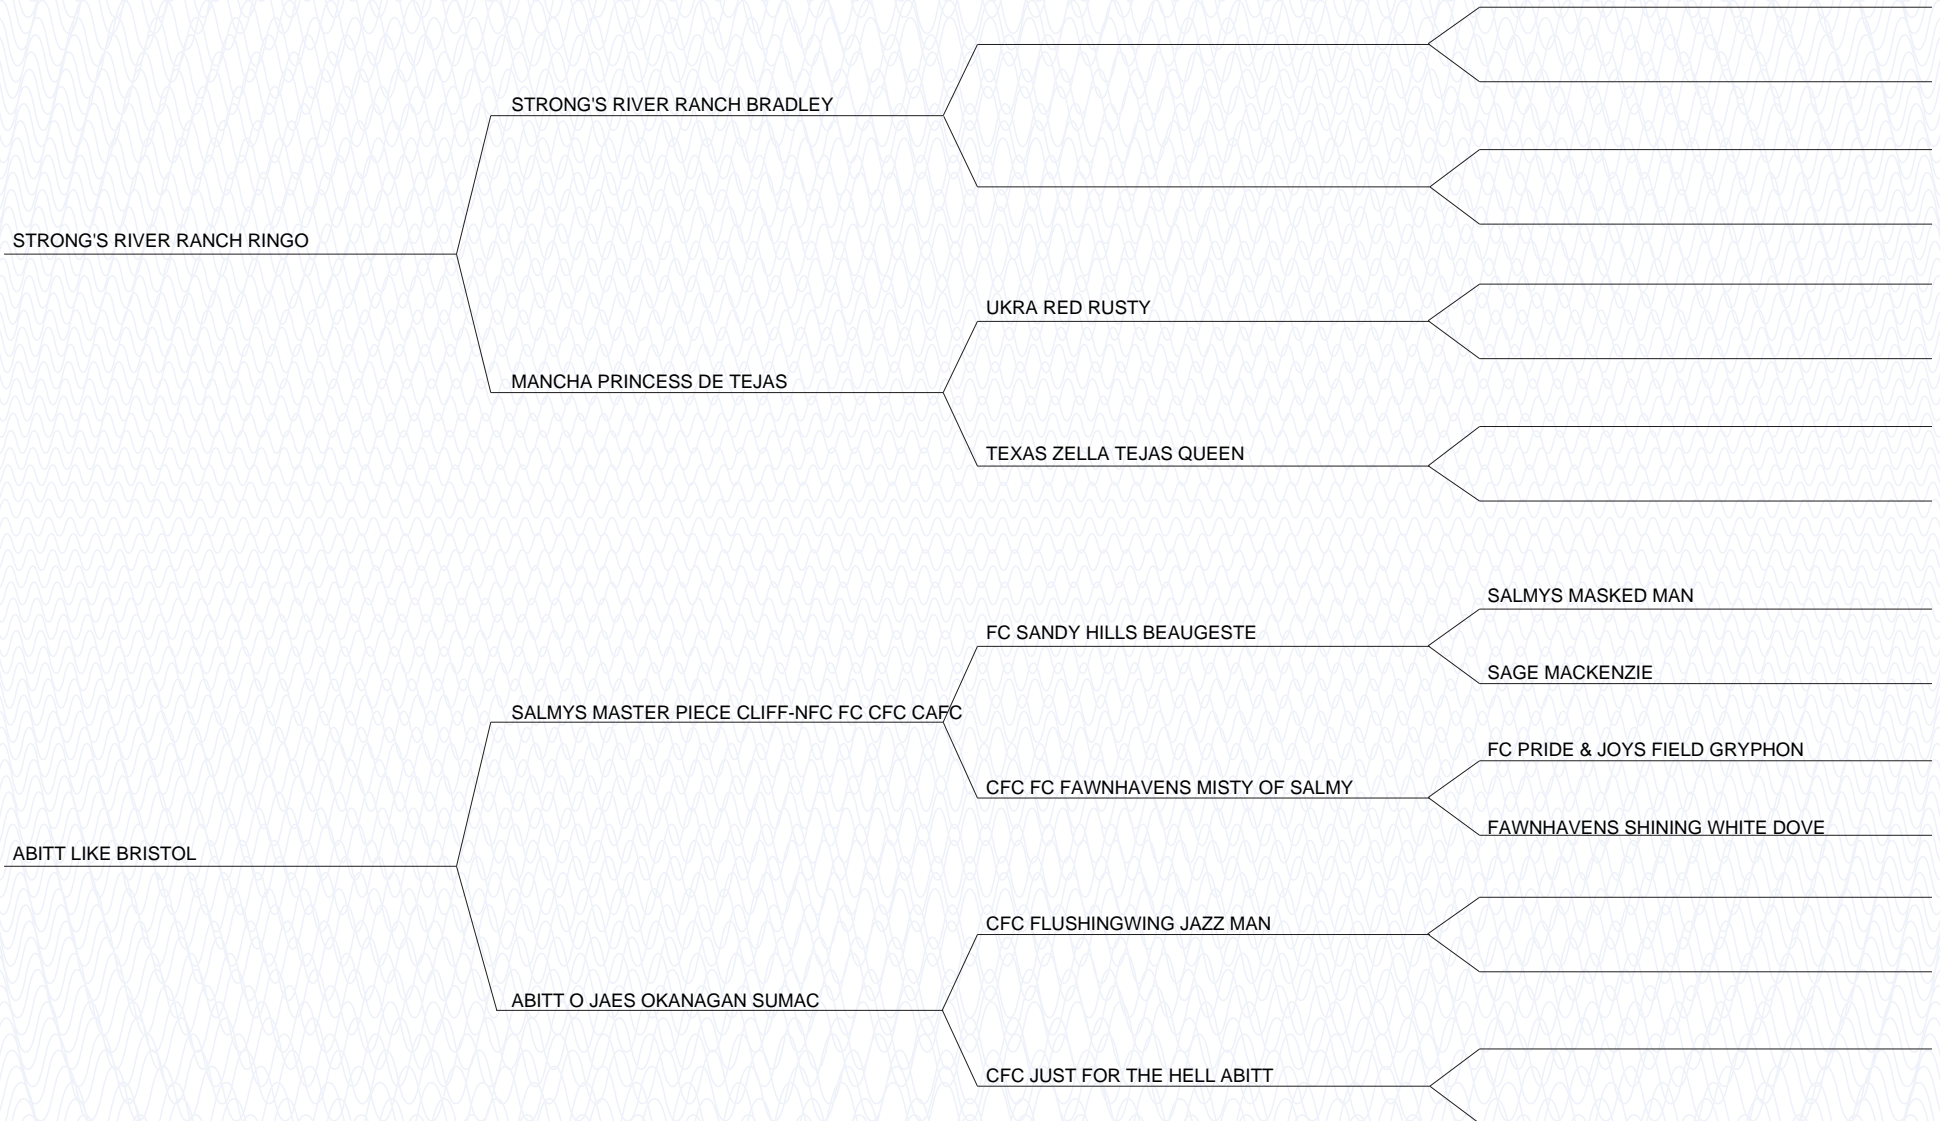 STRONG'S RIVER RANCH BRADLEY
STRONG'S RIVER RANCH RINGO
UKRA RED RUSTY
MANCHA PRINCESS DE TEJAS
TEXAS ZELLA TEJAS QUEEN
SALMYS MASKED MAN
FC SANDY HILLS BEAUGESTE
SAGE MACKENZIE
SALMYS MASTER PIECE CLIFF-NFC FC CFC CAFC
FC PRIDE & JOYS FIELD GRYPHON
CFC FC FAWNHAVENS MISTY OF SALMY
FAWNHAVENS SHINING WHITE DOVE
ABITT LIKE BRISTOL
CFC FLUSHINGWING JAZZ MAN
ABITT O JAES OKANAGAN SUMAC
CFC JUST FOR THE HELL ABITT